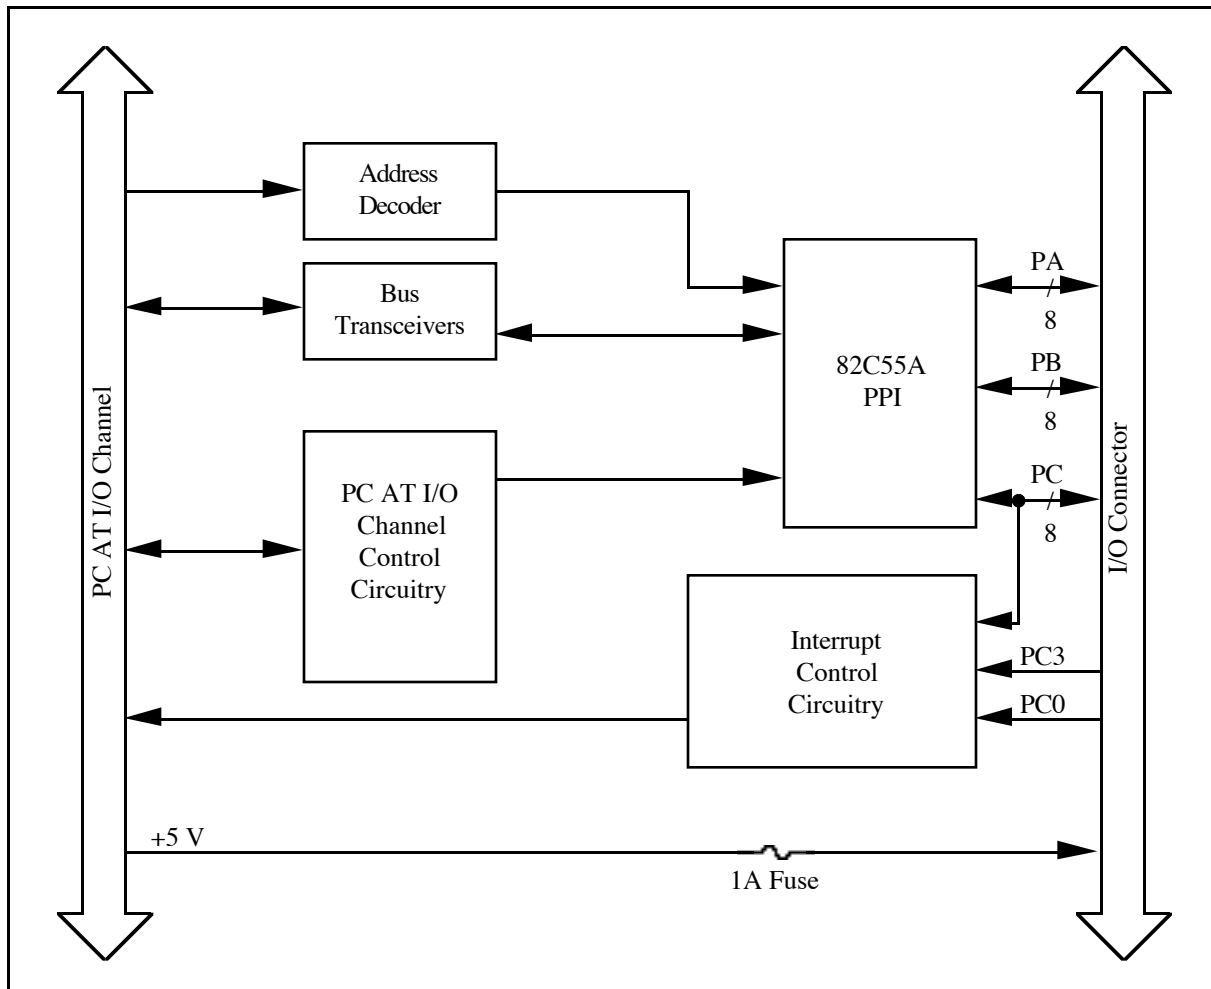 PC AT I/O Channel
Address
Decoder
Bus
Transceivers
PC AT I/O
Channel
Control
Circuitry
82C55A
PPI
PA
8
PB
8
PC
8
Interrupt
Control
Circuitry
PC3
PC0
I/O Connector
+5 V
1A Fuse